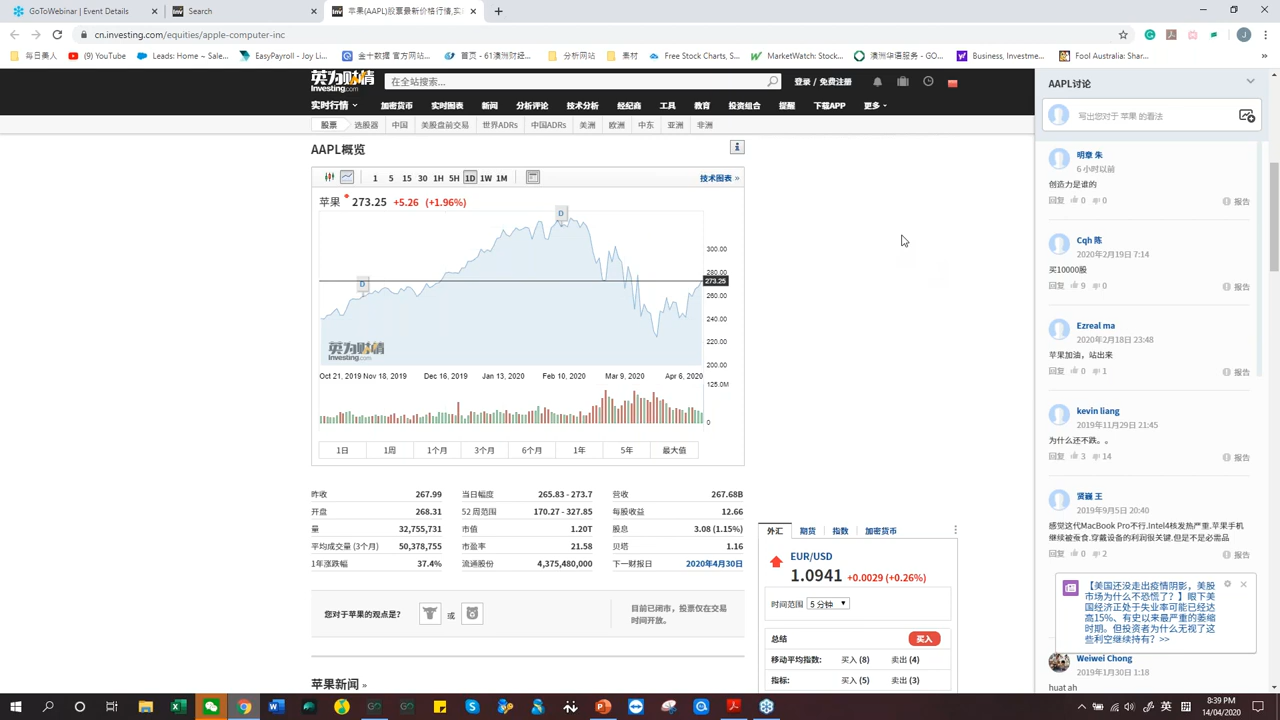 GoToWebinar | Event Details
Search
苹果(AAPL)股票最新价格行情,实
cn.investing.com/equities/apple-computer-inc
每日美人
(9) YouTube
Leads: Home ~ Sale...
EasyPayroll - Joy Li...
金十数据 官方网站...
首页 - 61澳洲财经...
分析网站
素材
Free Stock Charts, S...
MarketWatch: Stock...
澳洲华语服务 - GO...
Business, Investme...
Fool Australia: Shar...
英为财情
Investing.com
在全站搜索...
登录 / 免费注册
实时行情
加密货币
实时图表
新闻
分析评论
技术分析
经纪商
工具
教育
投资组合
提醒
下载APP
更多
股票
选股器
中国
美股盘前交易
世界ADRs
中国ADRs
美洲
欧洲
中东
亚洲
非洲
AAPL概览
1 5 15 30 1H 5H 1D 1W 1M
技术图表 »
苹果 273.25 +5.26 (+1.96%)
D
D
300.00
280.00
273.25
260.00
240.00
220.00
200.00
英为财情
Investing.com
Oct 21, 2019 Nov 18, 2019 Dec 16, 2019 Jan 13, 2020 Feb 10, 2020 Mar 9, 2020 Apr 6, 2020
125.0M
0
1日 1周 1个月 3个月 6个月 1年 5年 最大值
昨收 267.99 当日幅度 265.83 - 273.7 营收 267.68B
开盘 268.31 52 周范围 170.27 - 327.85 每股收益 12.66
量 32,755,731 市值 1.20T 股息 3.08 (1.15%)
平均成交量 (3个月) 50,378,755 市盈率 21.58 贝塔 1.16
1年涨跌幅 37.4% 流通股份 4,375,480,000 下一财报日 2020年4月30日
您对于苹果的观点是?
或
目前已闭市，投票仅在交易
时间开放。
苹果新闻 »
外汇 期货 指数 加密货币
EUR/USD
1.0941 +0.0029 (+0.26%)
时间范围 5 分钟
总结 买入
移动平均指数: 买入 (8) 卖出 (4)
指标: 买入 (5) 卖出 (3)
AAPL讨论
写出您对于 苹果 的看法
明章 朱
6 小时以前
创造力是谁的
回复 0 0 报告
Cqh 陈
2020年2月19日 7:14
买10000股
回复 9 0 报告
Ezreal ma
2020年2月18日 23:48
苹果加油，站出来
回复 0 1 报告
kevin liang
2019年11月29日 21:45
为什么还不跌。。
回复 3 14 报告
贤巍 王
2019年9月5日 20:40
感觉这代MacBook Pro不行.Intel4核发热严重.苹果手机
继续被蚕食.穿戴设备的利润很关键.但是不是必需品
回复 0 2 报告
【美国还没走出疫情阴影，美股
市场为什么不恐慌了？】眼下美
国经济正处于失业率可能已经达
高15%、有史以来最严重的萎缩
时期。但投资者为什么无视了这
些利空继续持有？>>
Weiwei Chong
2019年1月30日 1:18
huat ah
英
拼
8:39 PM
14/04/2020